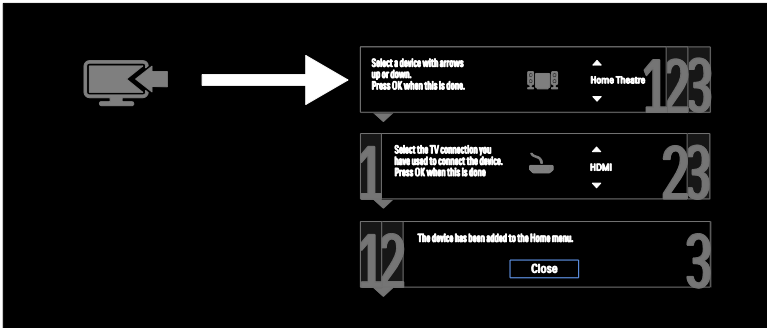 Select a device with arrows
up or down.
Press OK when this is done.
Home Theatre
123
1
Select the TV connection you
have used to connect the device.
Press OK when this is done
HDMI
23
12
The device has been added to the Home menu.
Close
3